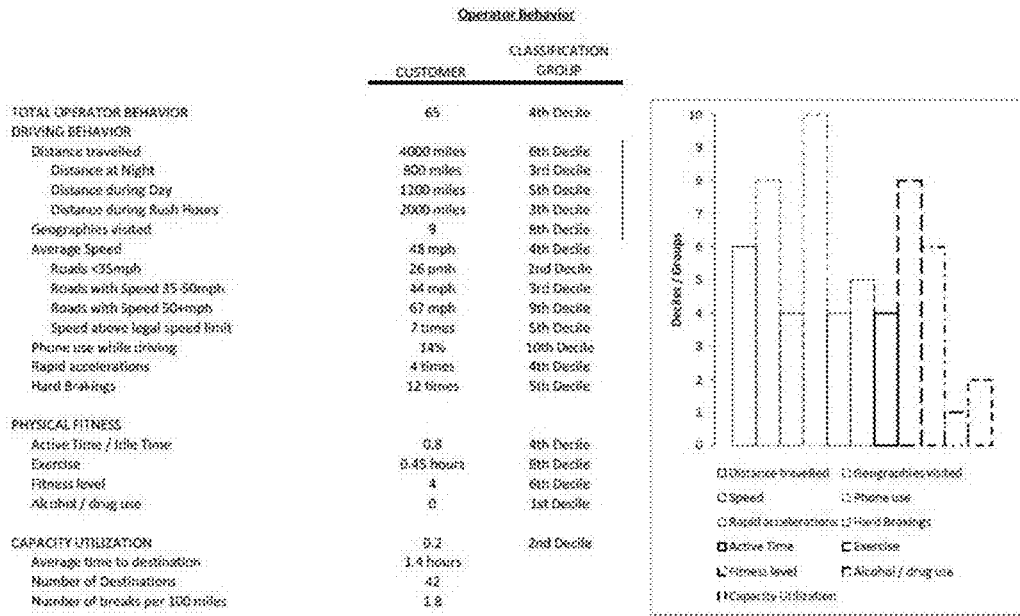 Operator Behavior
CLASSIFICATION
CUSTOMER GROUP
TOTAL OPERATOR BEHAVIOR 65 4th Decile
DRIVING BEHAVIOR
Distance travelled 4000 miles 6th Decile
Distance at Night 800 miles 3rd Decile
Distance during Day 1200 miles 5th Decile
Distance during Rush Hours 2000 miles Decile
Geographies visited 9 8th Decile
Average Speed 48 mph 4th Decile
Roads <35mph 26 2nd Decile
Roads with Speed 35-50mph 44 mph 3rd Decile
Roads with Speed 50+mph 67 mph 9th Decile
Speed above legal speed limit 7 times 5th Decile
Phone use while driving 14% 10th Decile
Rapid accelerations 4 times 4th Decile
Hard Brakings 12 times 5th Decile
PHYSICAL FITNESS
Active Time / Idle Time 0.8 4th Decile
Exercise 0.45 hours 8th Decile
Fitness level 4 6th Decile
Alcohol / drug use 0 1st Decile
CAPACITY UTILIZATION 0.2 2nd Decile
Average time to destination 1.4 hours
Number of Destinations 42
Number of breaks per 100 miles 1.8
10
9
8
7
6
5
4
3
2
1
0
Deciles / Groups
Distance travelled Geographies visited
Speed Phone use
Rapid accelerations Hard Brakings
Active Time Exercise
Fitness level Alcohol / drug use
Capacity Utilization